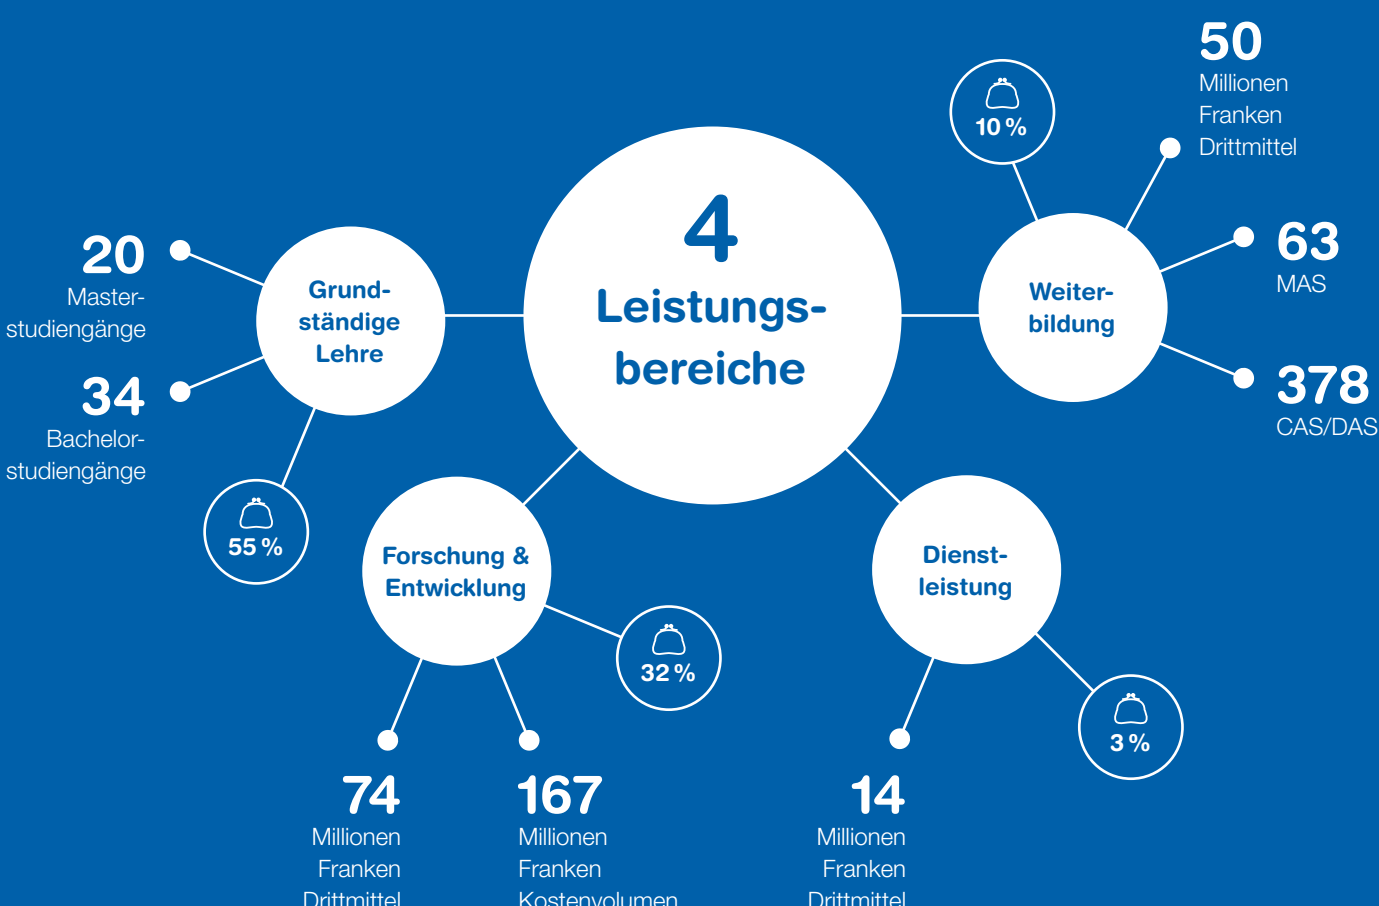 4
Leistungs-
bereiche
Grund-
ständige
Lehre
20
Master-
studiengänge
34
Bachelor-
studiengänge
55 %
Forschung &
Entwicklung
32 %
74
Millionen
Franken
Drittmittel
167
Millionen
Franken
Kostenvolumen
Dienst-
leistung
3 %
14
Millionen
Franken
Drittmittel
Weiter-
bildung
10 %
50
Millionen
Franken
Drittmittel
63
MAS
378
CAS/DAS